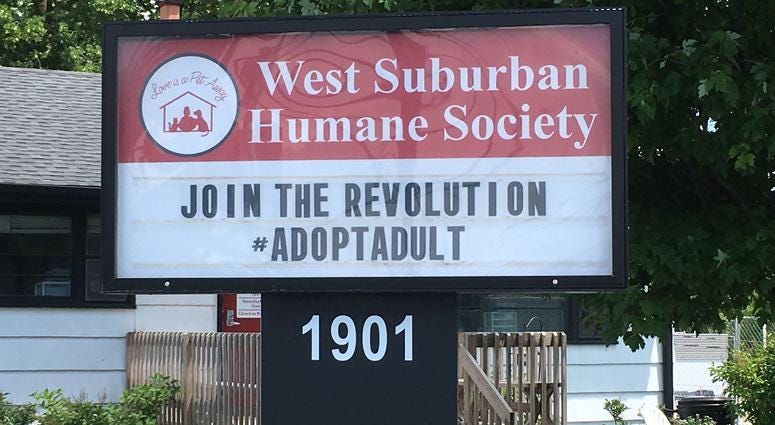 Love is a Pet Away
West Suburban
Humane Society
JOIN THE REVOLUTION
#ADOPTADULT
1901